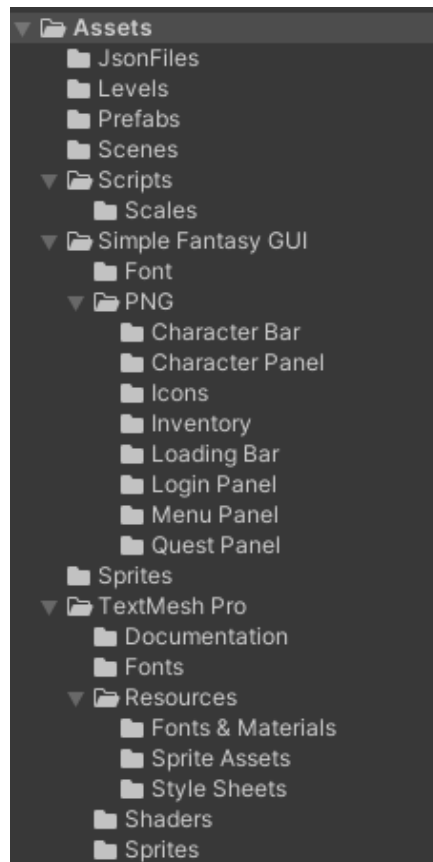 Assets
JsonFiles
Levels
Prefabs
Scenes
Scripts
Scales
Simple Fantasy GUI
Font
PNG
Character Bar
Character Panel
Icons
Inventory
Loading Bar
Login Panel
Menu Panel
Quest Panel
Sprites
TextMesh Pro
Documentation
Fonts
Resources
Fonts & Materials
Sprite Assets
Style Sheets
Shaders
Sprites